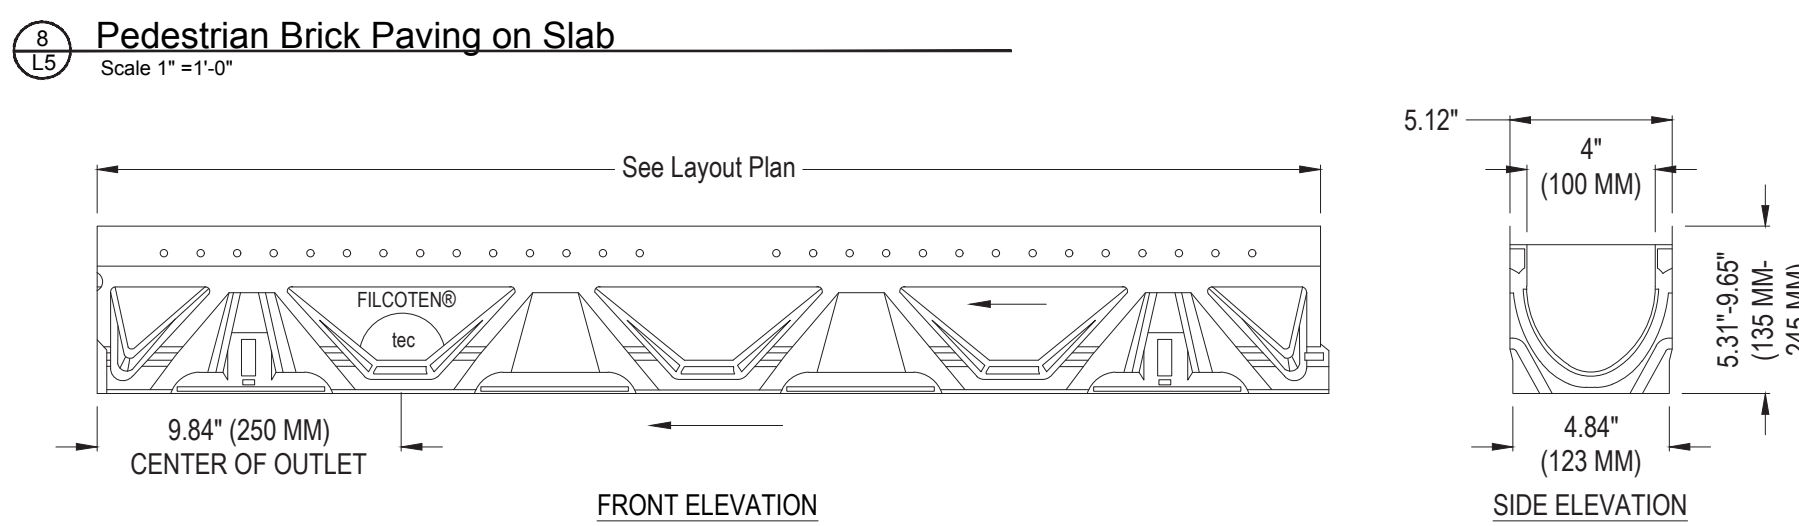 8
L5
Pedestrian Brick Paving on Slab
Scale 1" =1'-0"
See Layout Plan
FILCOTEN®
tec
9.84" (250 MM)
CENTER OF OUTLET
FRONT ELEVATION
5.12"
4"
(100 MM)
5.31"-9.65"
(135 MM-
245 MM)
4.84"
(123 MM)
SIDE ELEVATION